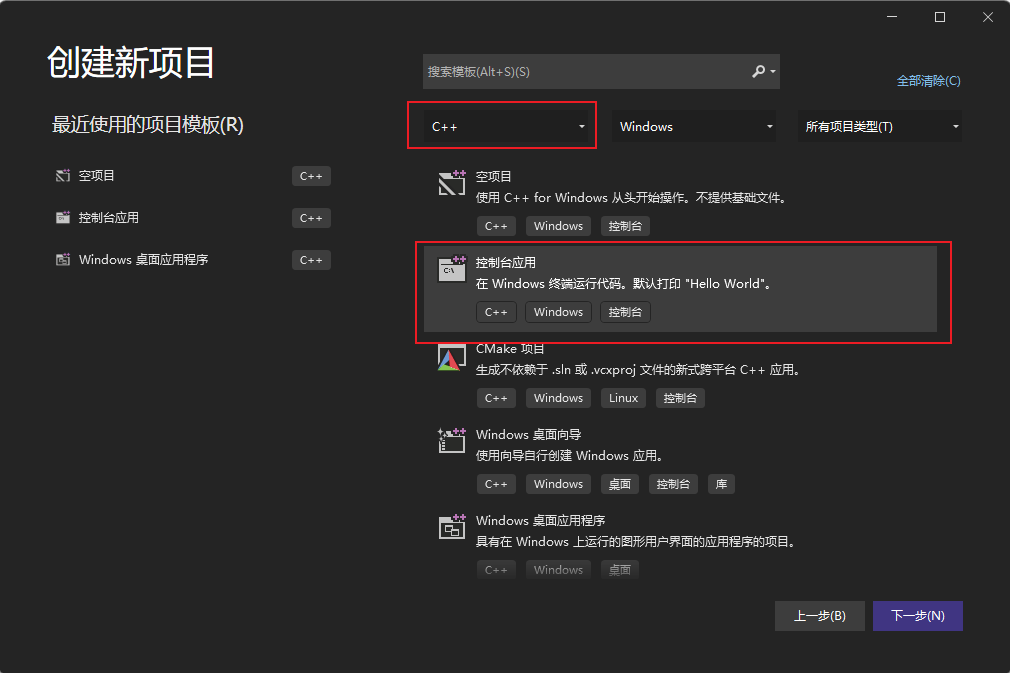 创建新项目
最近使用的项目模板(R)
空项目 C++
控制台应用 C++
Windows 桌面应用程序 C++
搜索模板(Alt+S)(S)
全部清除(C)
C++ Windows 所有项目类型(T)
空项目
使用 C++ for Windows 从头开始操作。不提供基础文件。
C++ Windows 控制台
C:\
控制台应用
在 Windows 终端运行代码。默认打印 "Hello World"。
C++ Windows 控制台
CMake 项目
生成不依赖于 .sln 或 .vcxproj 文件的新式跨平台 C++ 应用。
C++ Windows Linux 控制台
Windows 桌面向导
使用向导自行创建 Windows 应用。
C++ Windows 桌面 控制台 库
Windows 桌面应用程序
具有在 Windows 上运行的图形用户界面的应用程序的项目。
C++ Windows 桌面
上一步(B) 下一步(N)